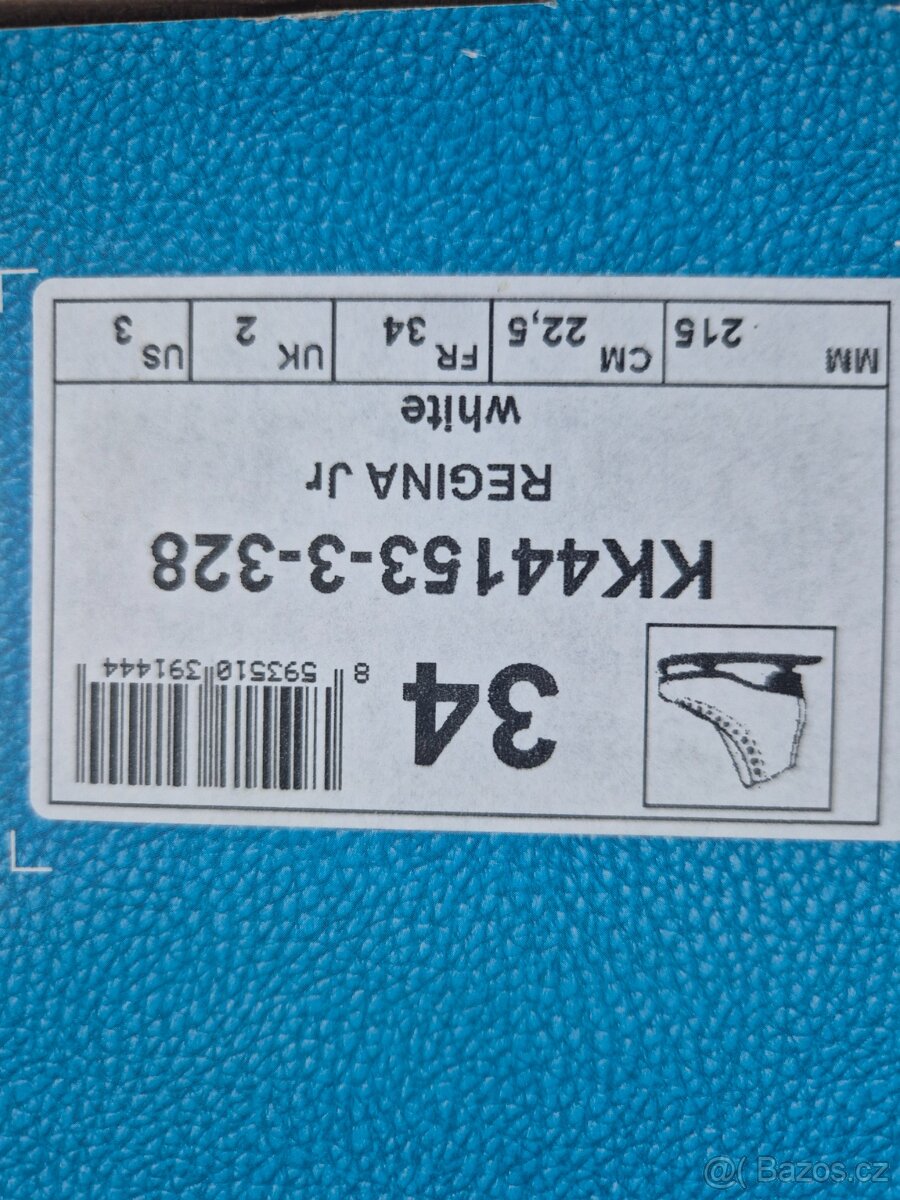 34
8 593510 391444
KK44153-3-328
REGINA Jr
white
MM 215 CM 22,5 FR 34 UK 2 US 3
@( Bazos.cz